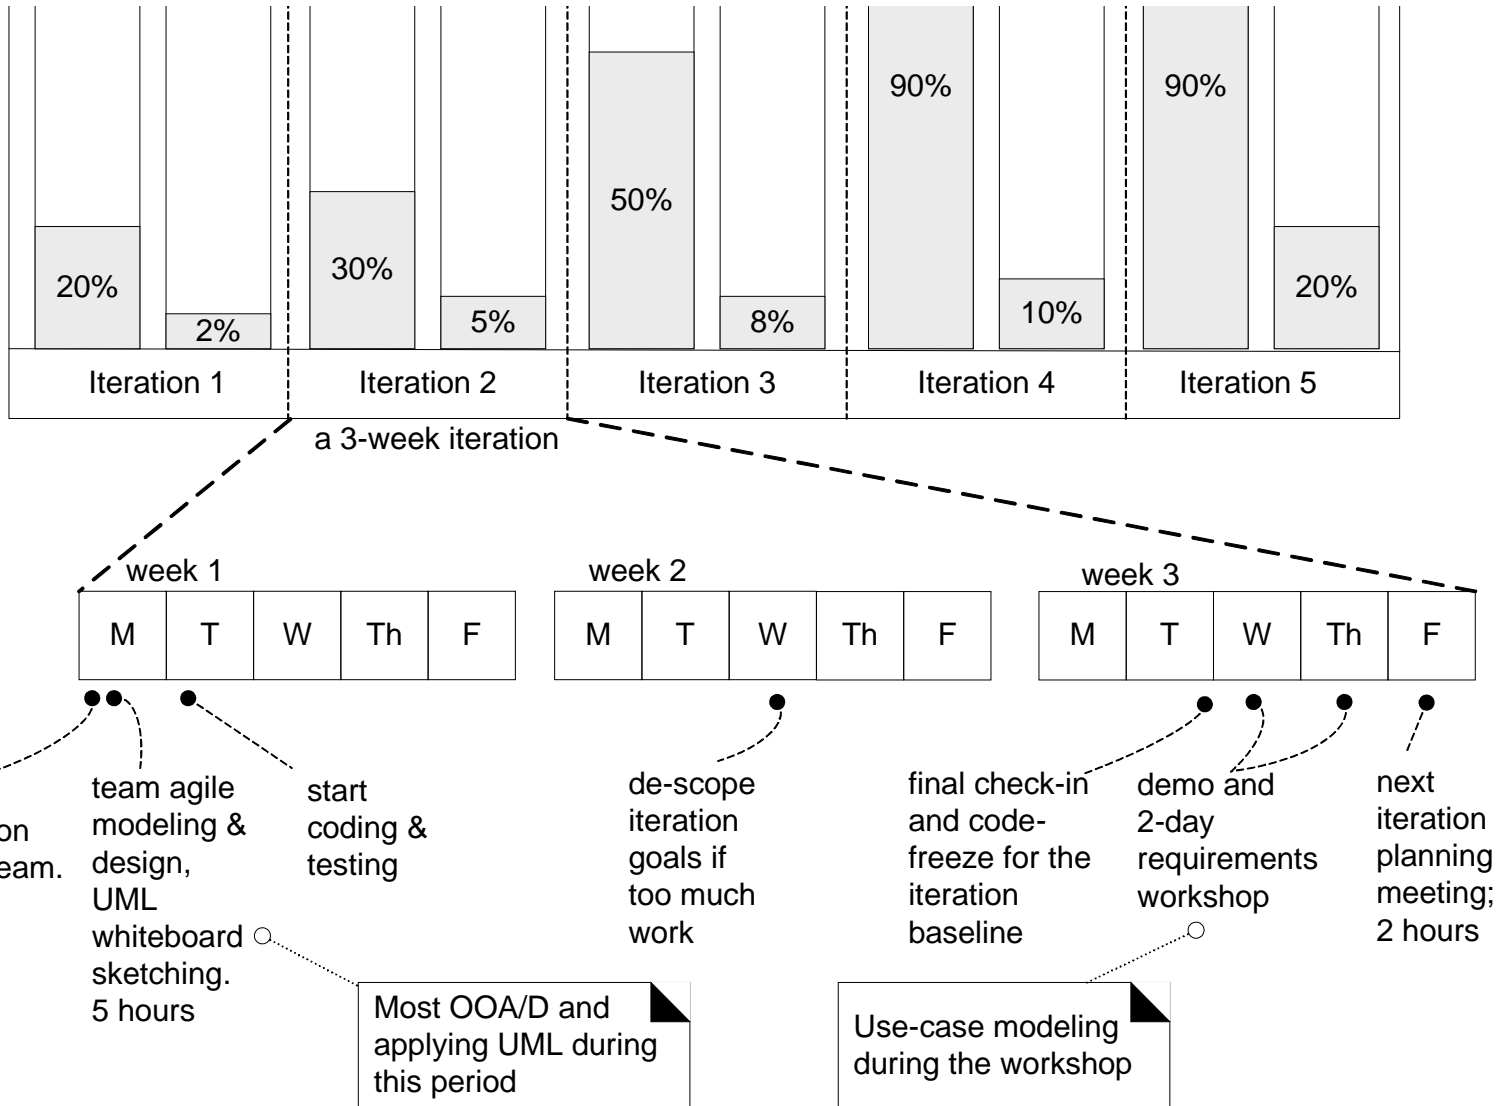 90%
90%
50%
30%
20%
20%
10%
5%
8%
2%
Iteration 1
Iteration 2
Iteration 3
Iteration 4
Iteration 5
a 3-week iteration
week 1
week 2
week 3
M T W Th F
M T W Th F
M T W Th F
on
eam.
team agile
modeling &
design,
UML
whiteboard
sketching.
5 hours
start
coding &
testing
de-scope
iteration
goals if
too much
work
final check-in
and code-
freeze for the
iteration
baseline
demo and
2-day
requirements
workshop
next
iteration
planning
meeting;
2 hours
Most OOA/D and
applying UML during
this period
Use-case modeling
during the workshop